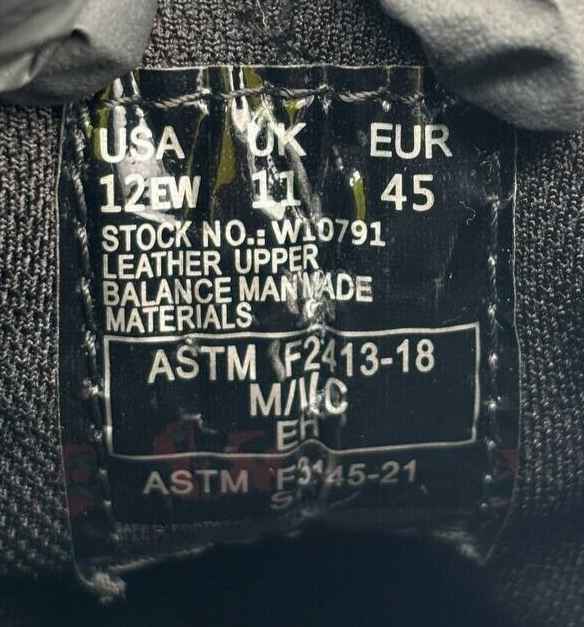 USA UK EUR
12EW 11 45
STOCK NO.: W10791
LEATHER UPPER
BALANCE MANMADE
MATERIALS
ASTM F2413-18
M/I/C
EH
ASTM F3145-21